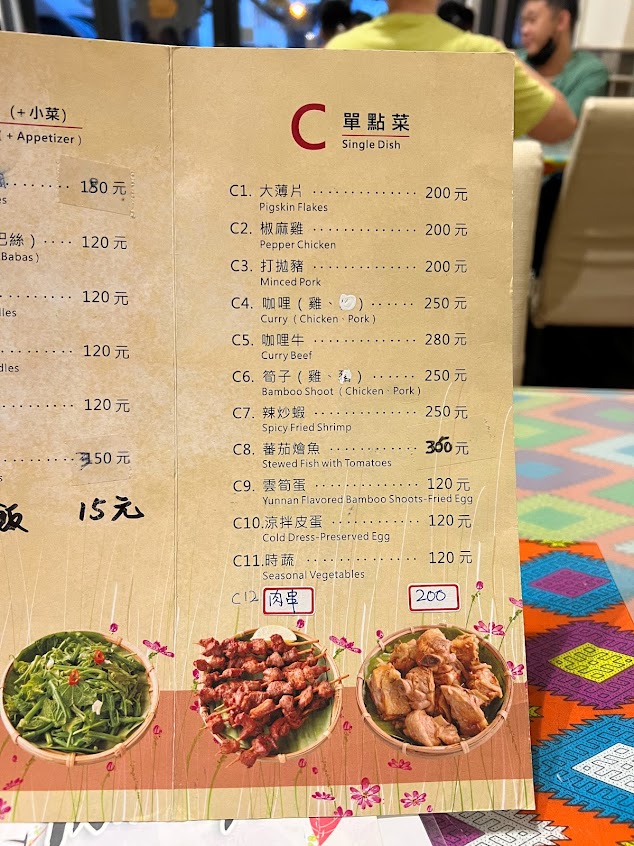 (+小菜)
+ Appetizer )
150元
es
巴絲)···· 120元
Babas )
120元
dles
120元
dles
120元
150元
s
飯 15元
C 單點菜
Single Dish
C1. 大薄片 ·············· 200元
Pigskin Flakes
C2. 椒麻雞 ·············· 200元
Pepper Chicken
C3. 打拋豬 ·············· 200元
Minced Pork
C4. 咖哩(雞、 )······ 250元
Curry ( Chicken、Pork )
C5. 咖哩牛 ·············· 280元
Curry Beef
C6. 筍子(雞、豬)······ 250元
Bamboo Shoot ( Chicken、Pork )
C7. 辣炒蝦 ·············· 250元
Spicy Fried Shrimp
C8. 蕃茄燴魚 ············ 350元
Stewed Fish with Tomatoes
C9. 雲筍蛋 ·············· 120元
Yunnan Flavored Bamboo Shoots-Fried Egg
C10.涼拌皮蛋 ············ 120元
Cold Dress-Preserved Egg
C11.時蔬 ················ 120元
Seasonal Vegetables
C12 肉串 200